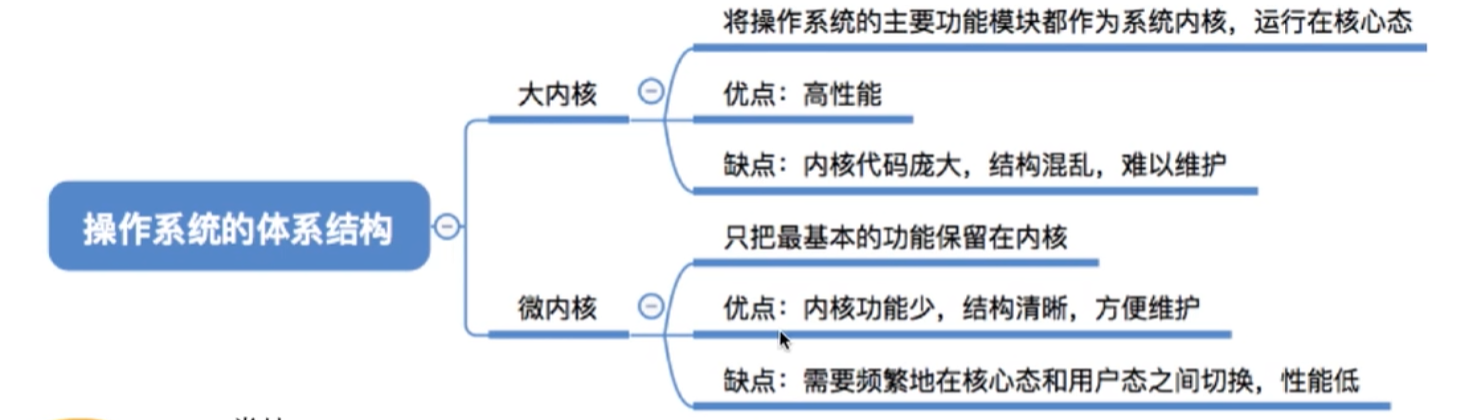 操作系统的体系结构
大内核
将操作系统的主要功能模块都作为系统内核，运行在核心态
优点：高性能
缺点：内核代码庞大，结构混乱，难以维护
微内核
只把最基本的功能保留在内核
优点：内核功能少，结构清晰，方便维护
缺点：需要频繁地在核心态和用户态之间切换，性能低